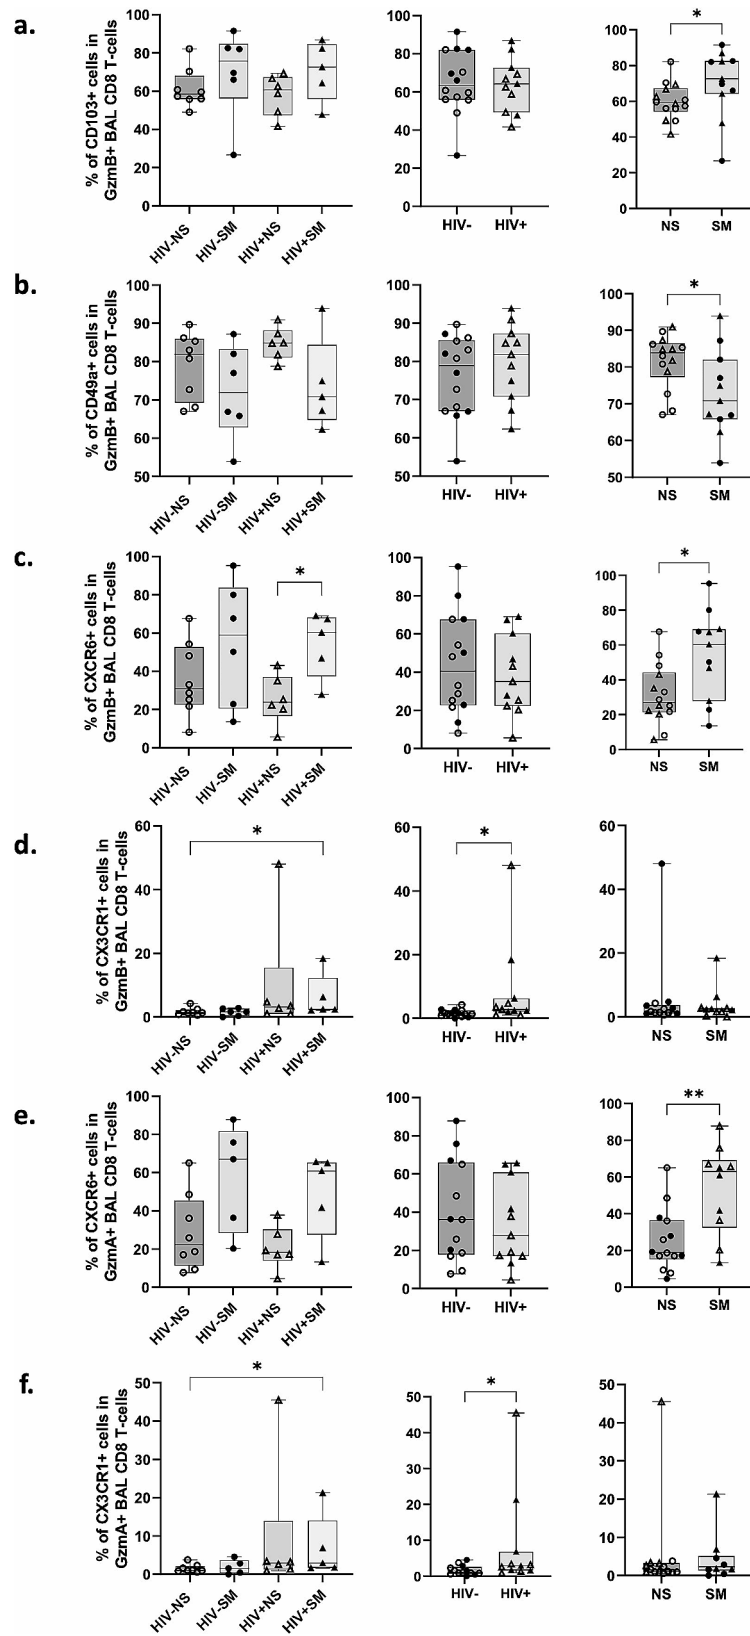 a.
% of CD103+ cells in
GzmB+ BAL CD8 T-cells
100
80
60
40
20
0
HIV-NS
HIV-SM
HIV+NS
HIV+SM
100
80
60
40
20
0
HIV-
HIV+
*
100
80
60
40
20
0
NS
SM
b.
% of CD49a+ cells in
GzmB+ BAL CD8 T-cells
100
90
80
70
60
50
HIV-NS
HIV-SM
HIV+NS
HIV+SM
100
90
80
70
60
50
HIV-
HIV+
*
100
90
80
70
60
50
NS
SM
c.
% of CXCR6+ cells in
GzmB+ BAL CD8 T-cells
100
80
60
40
20
0
*
HIV-NS
HIV-SM
HIV+NS
HIV+SM
100
80
60
40
20
0
HIV-
HIV+
*
100
80
60
40
20
0
NS
SM
d.
% of CX3CR1+ cells in
GzmB+ BAL CD8 T-cells
60
40
20
0
*
HIV-NS
HIV-SM
HIV+NS
HIV+SM
60
40
20
0
*
HIV-
HIV+
60
40
20
0
NS
SM
e.
% of CXCR6+ cells in
GzmA+ BAL CD8 T-cells
100
80
60
40
20
0
HIV-NS
HIV-SM
HIV+NS
HIV+SM
100
80
60
40
20
0
HIV-
HIV+
**
100
80
60
40
20
0
NS
SM
f.
% of CX3CR1+ cells in
GzmA+ BAL CD8 T-cells
50
40
30
20
10
0
*
HIV-NS
HIV-SM
HIV+NS
HIV+SM
50
40
30
20
10
0
*
HIV-
HIV+
50
40
30
20
10
0
NS
SM